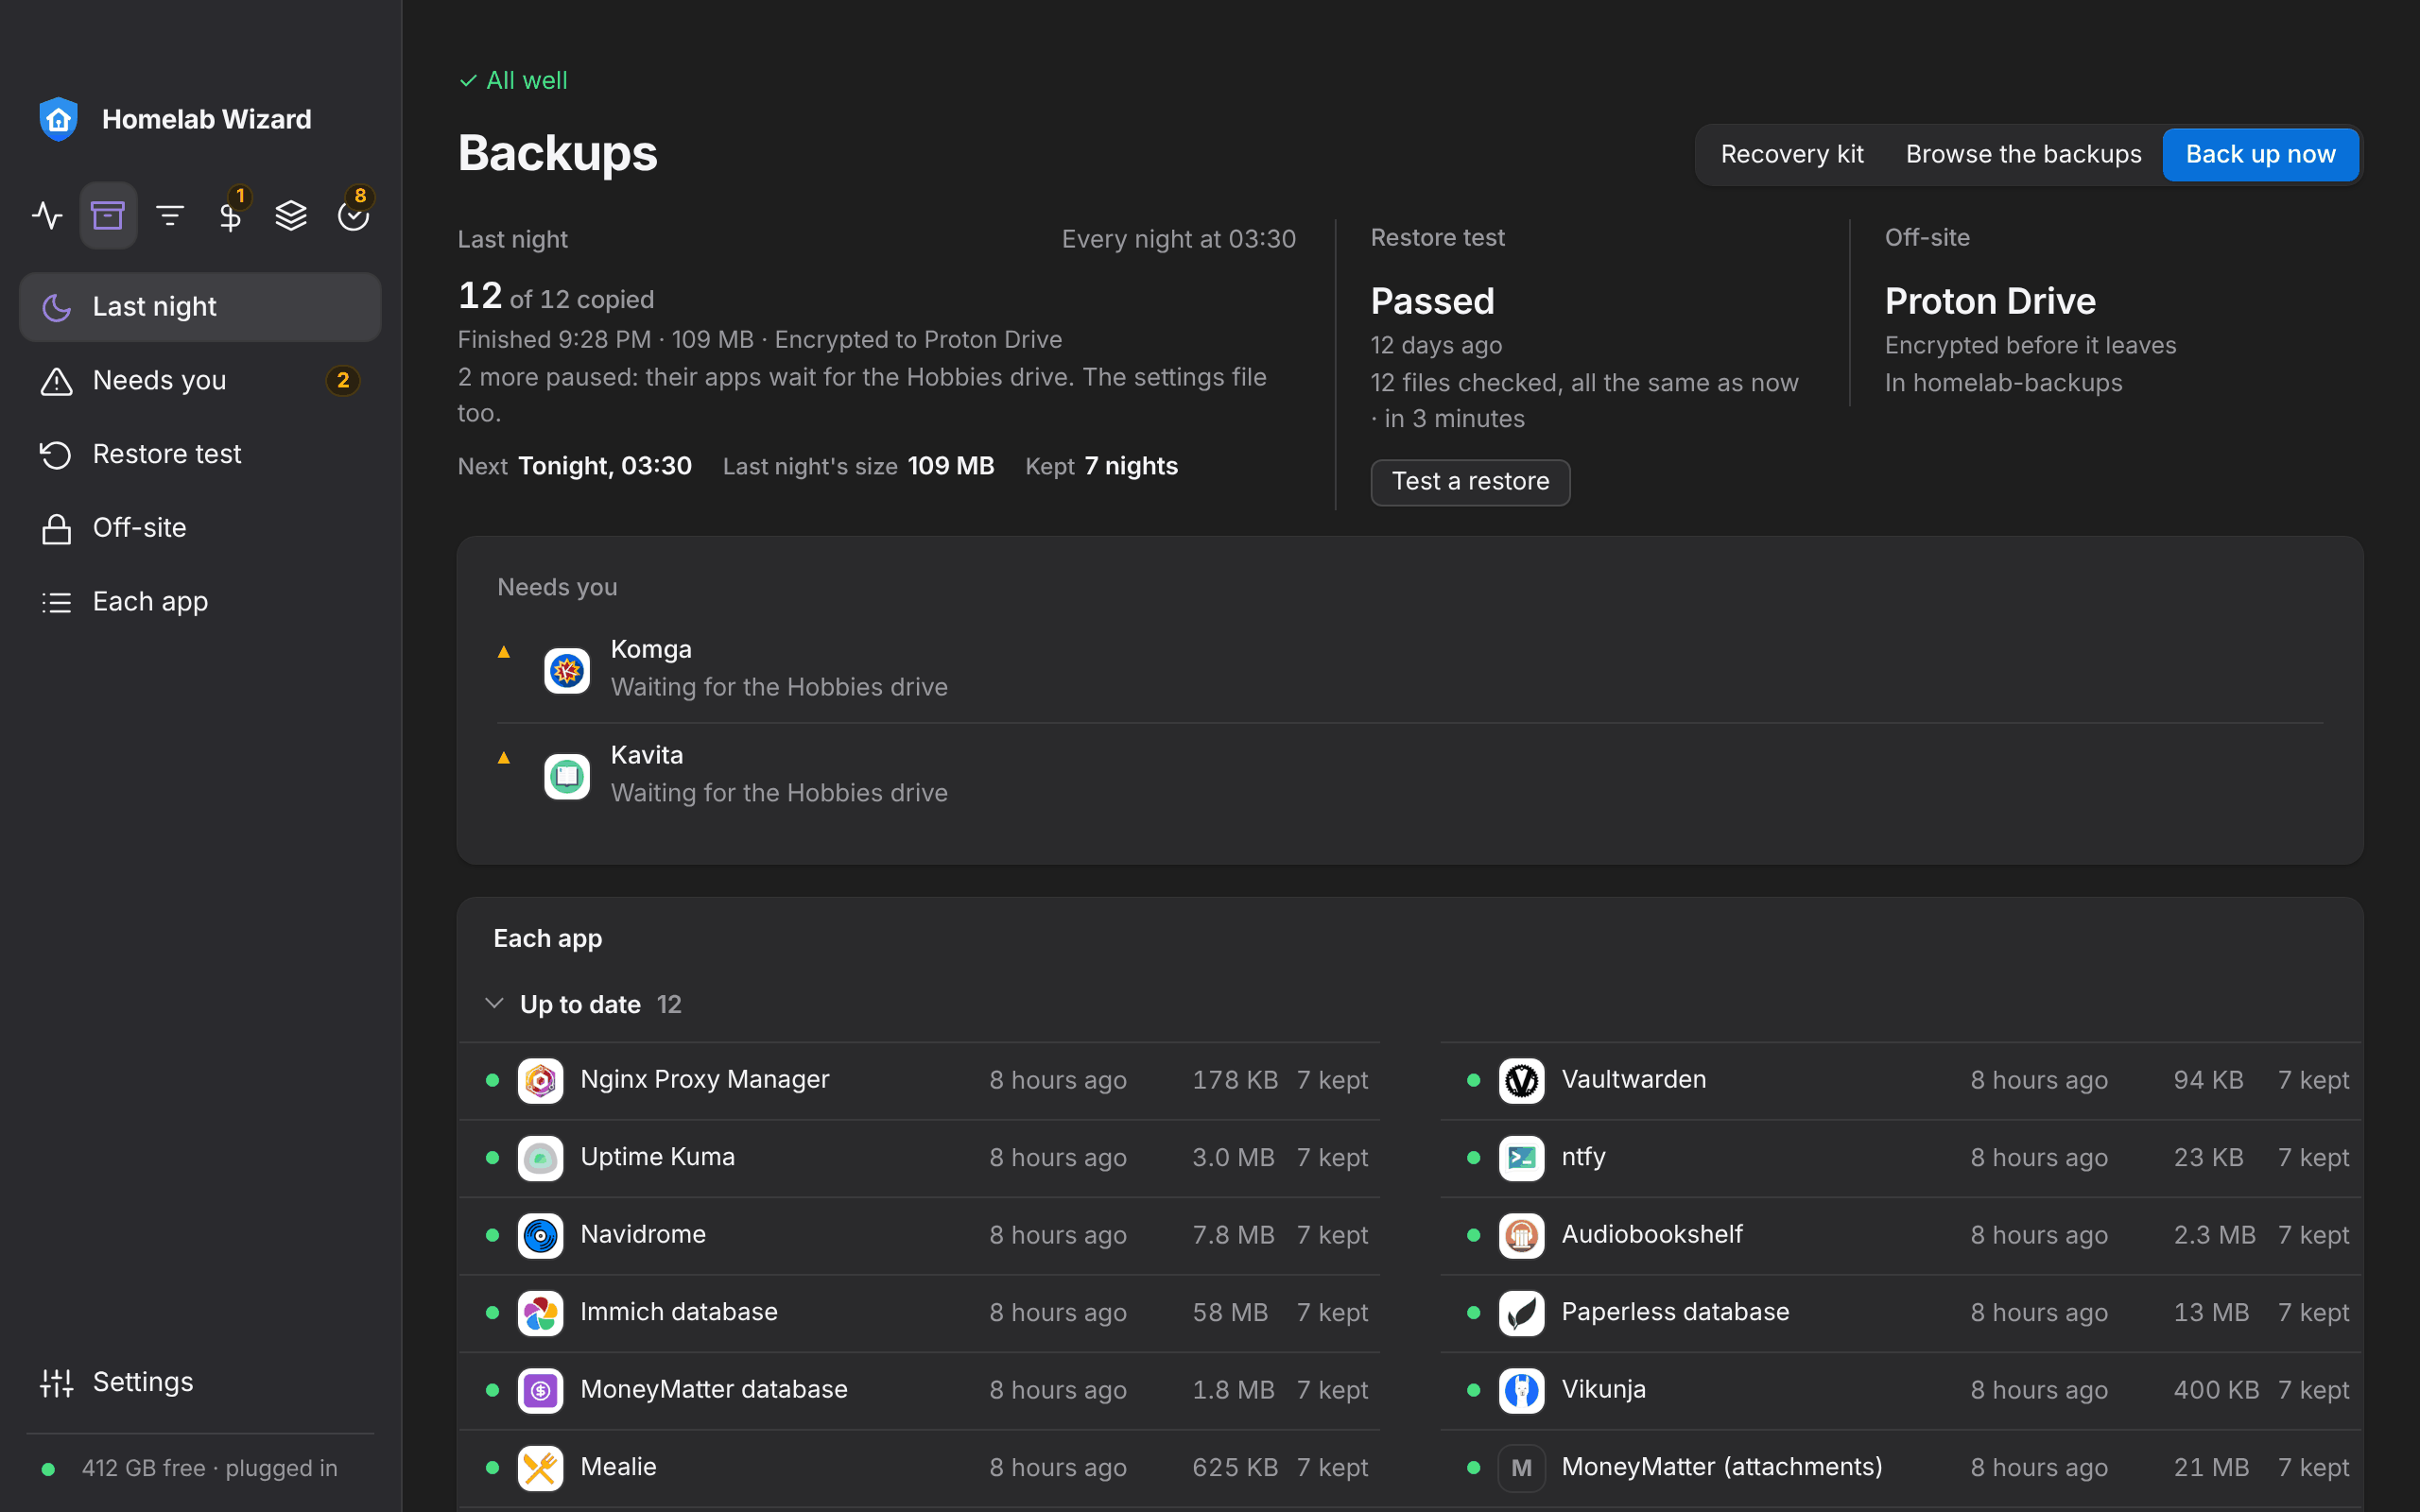 Homelab Wizard
1
8
Last night
Needs you 2
Restore test
Off-site
Each app
Settings
412 GB free · plugged in
All well
Backups
Recovery kit Browse the backups Back up now
Last night Every night at 03:30
12 of 12 copied
Finished 9:28 PM · 109 MB · Encrypted to Proton Drive
2 more paused: their apps wait for the Hobbies drive. The settings file
too.
Next Tonight, 03:30 Last night's size 109 MB Kept 7 nights
Restore test
Passed
12 days ago
12 files checked, all the same as now
· in 3 minutes
Test a restore
Off-site
Proton Drive
Encrypted before it leaves
In homelab-backups
Needs you
Komga
Waiting for the Hobbies drive
Kavita
Waiting for the Hobbies drive
Each app
Up to date 12
Nginx Proxy Manager 8 hours ago 178 KB 7 kept
Vaultwarden 8 hours ago 94 KB 7 kept
Uptime Kuma 8 hours ago 3.0 MB 7 kept
ntfy 8 hours ago 23 KB 7 kept
Navidrome 8 hours ago 7.8 MB 7 kept
Audiobookshelf 8 hours ago 2.3 MB 7 kept
Immich database 8 hours ago 58 MB 7 kept
Paperless database 8 hours ago 13 MB 7 kept
MoneyMatter database 8 hours ago 1.8 MB 7 kept
Vikunja 8 hours ago 400 KB 7 kept
Mealie 8 hours ago 625 KB 7 kept
M MoneyMatter (attachments) 8 hours ago 21 MB 7 kept